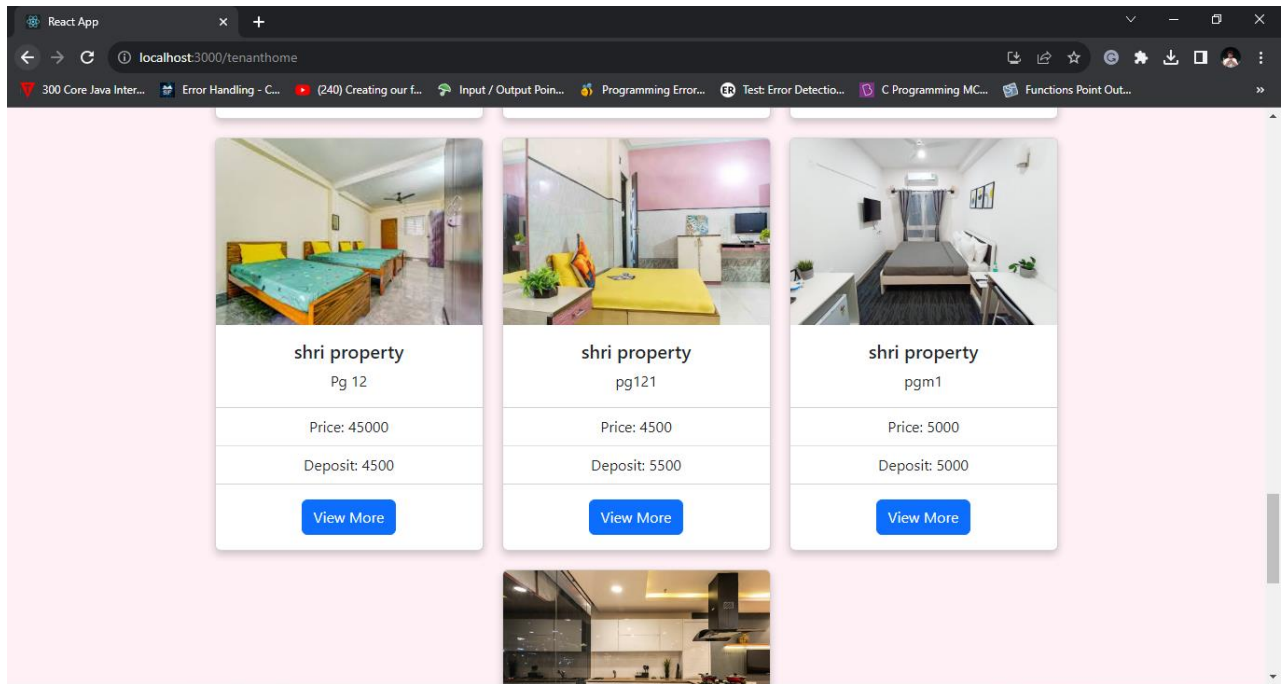 React App
localhost:3000/tenanthome
300 Core Java Inter...
Error Handling - C...
(240) Creating our f...
Input / Output Poin...
Programming Error...
ER
Test: Error Detectio...
C Programming MC...
Functions Point Out...
shri property
Pg 12
Price: 45000
Deposit: 4500
View More
shri property
pg121
Price: 4500
Deposit: 5500
View More
shri property
pgm1
Price: 5000
Deposit: 5000
View More